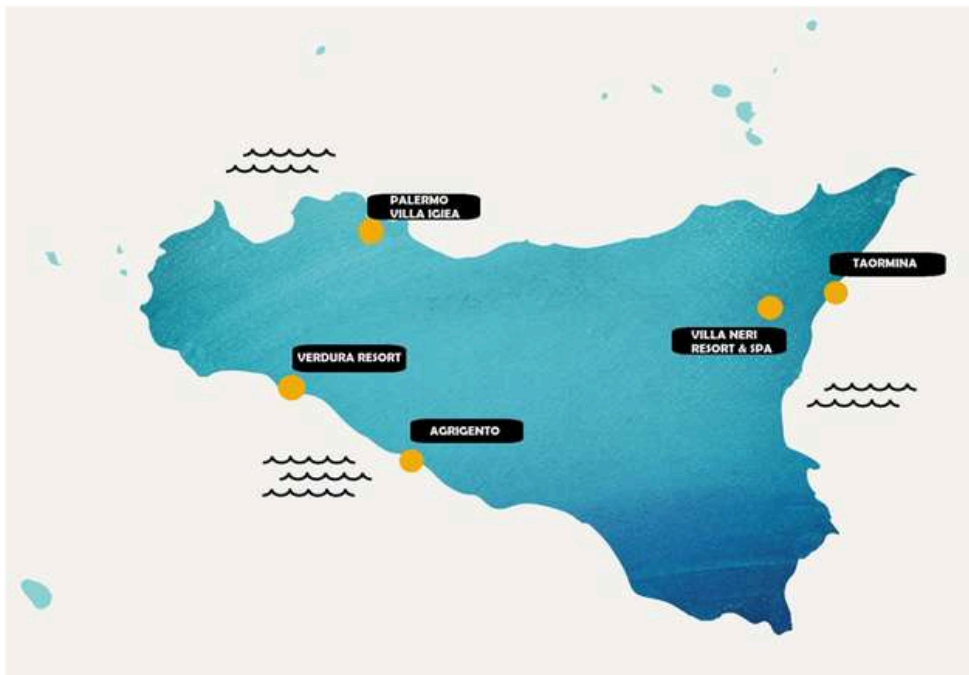 PALERMO
VILLA IGIEA
TAORMINA
VILLA NERI
RESORT & SPA
VERDURA RESORT
AGRIGENTO